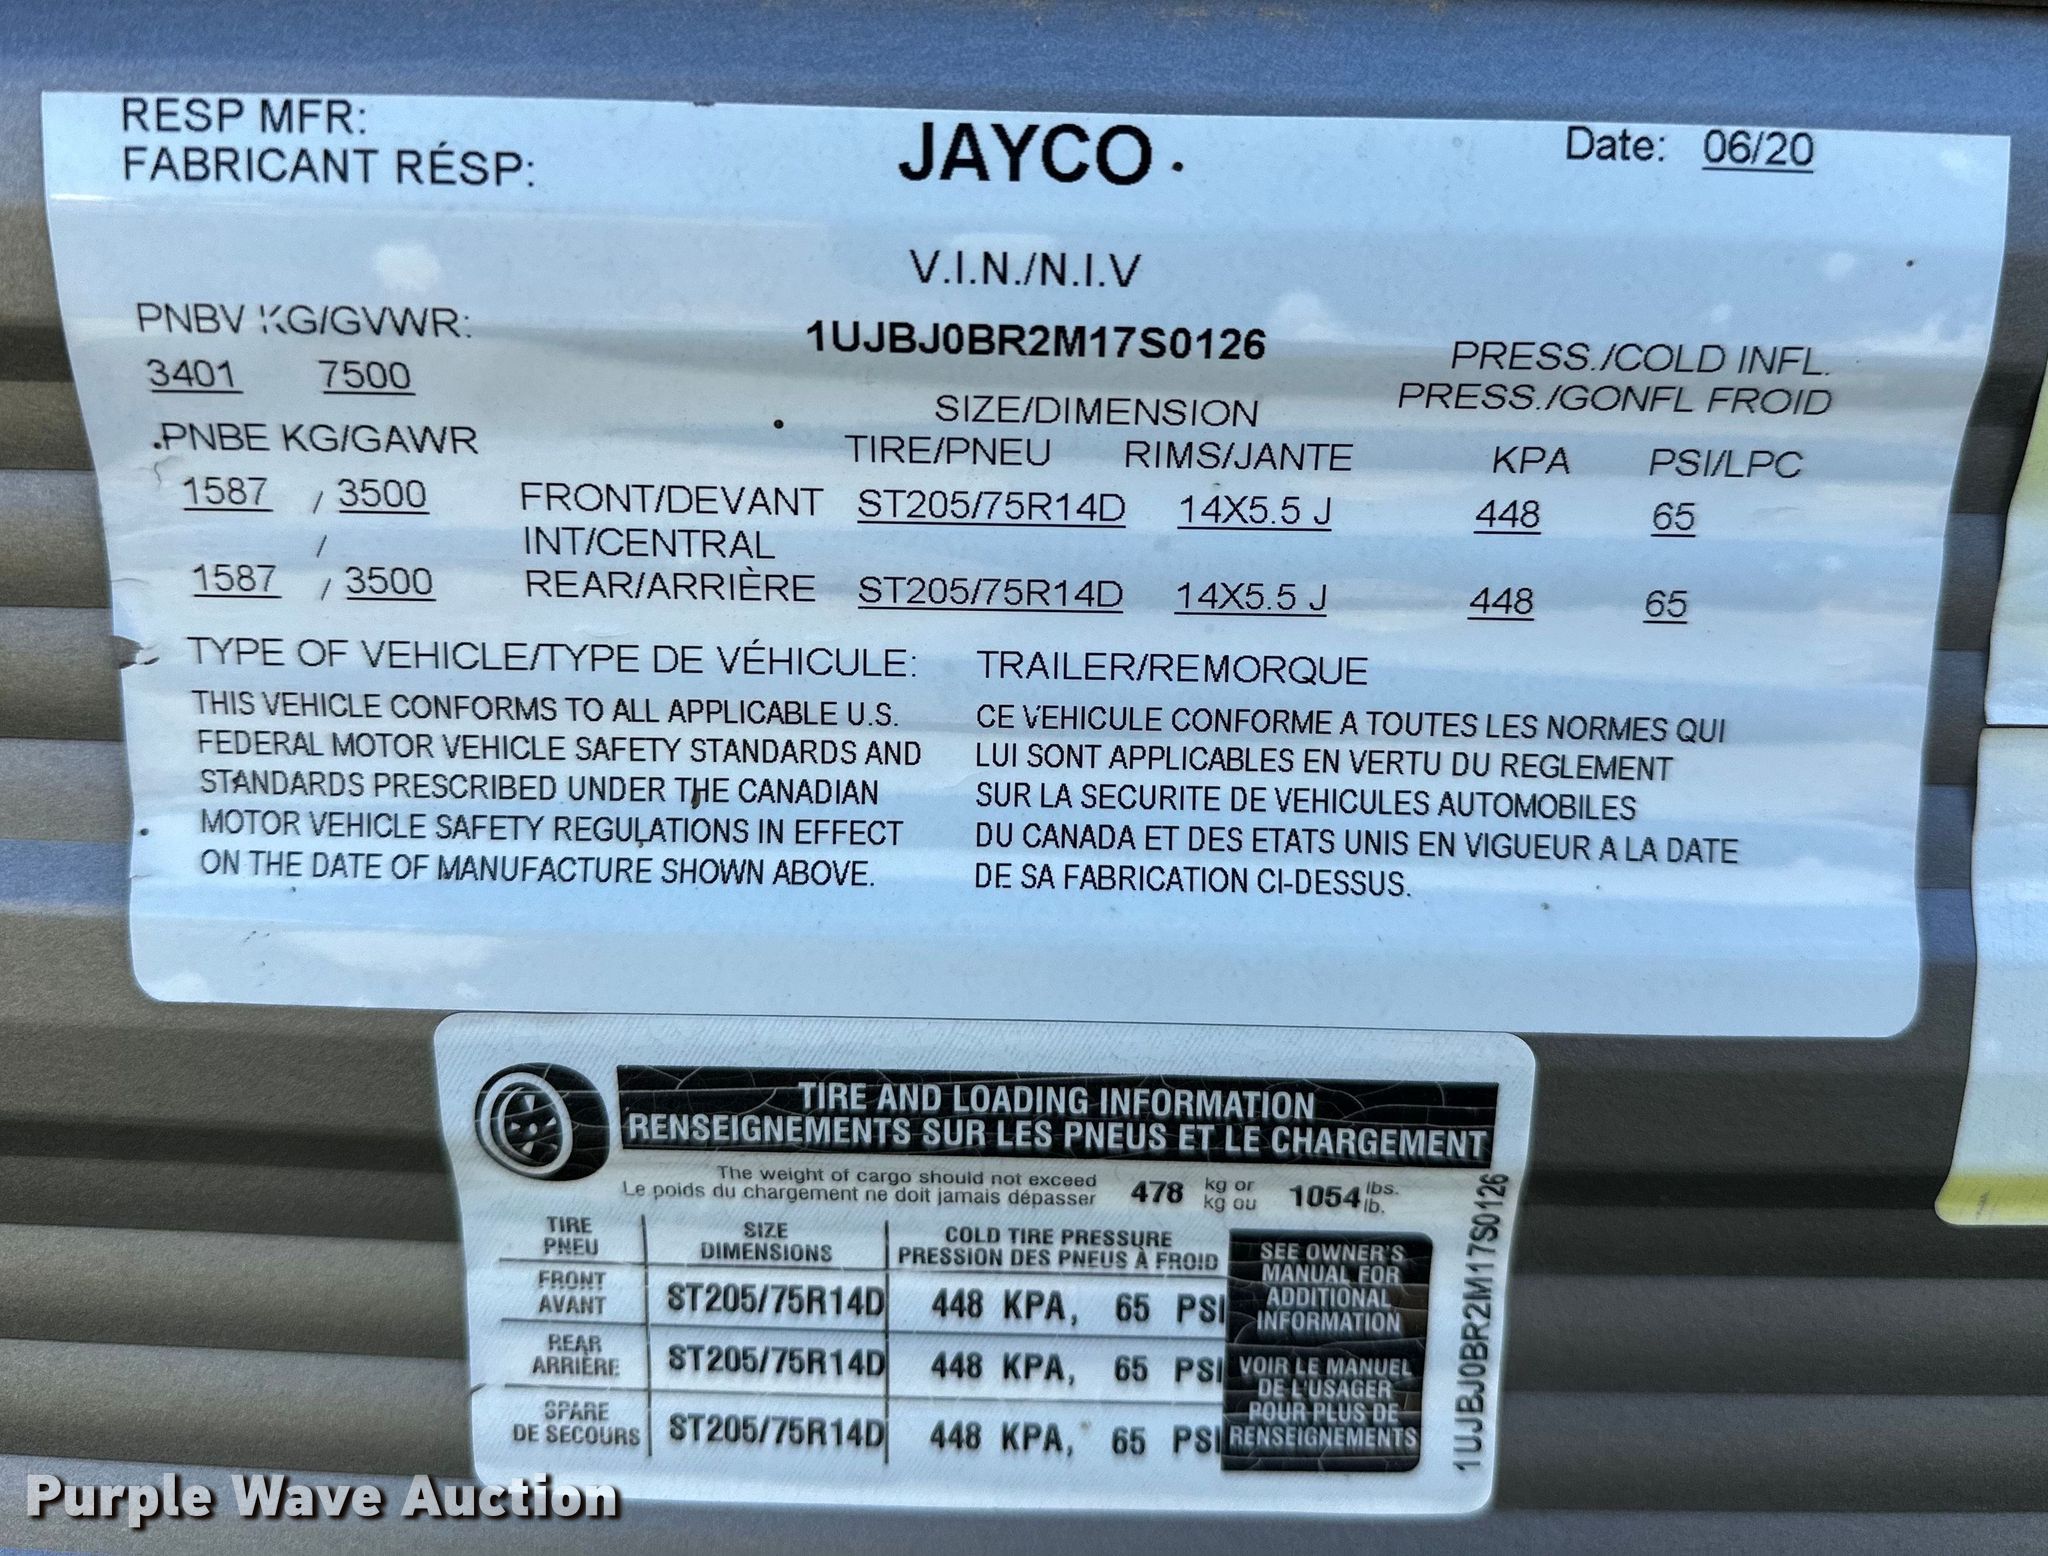 RESP MFR:
FABRICANT RÉSP:
JAYCO
Date: 06/20
V.I.N./N.I.V
1UJBJ0BR2M17S0126
PNBV KG/GVWR:
3401 7500
PRESS./COLD INFL.
PRESS./GONFL FROID
SIZE/DIMENSION
PNBE KG/GAWR
TIRE/PNEU RIMS/JANTE KPA PSI/LPC
1587 / 3500 FRONT/DEVANT ST205/75R14D 14X5.5 J 448 65
/ INT/CENTRAL
1587 / 3500 REAR/ARRIÈRE ST205/75R14D 14X5.5 J 448 65
TYPE OF VEHICLE/TYPE DE VÉHICULE: TRAILER/REMORQUE
THIS VEHICLE CONFORMS TO ALL APPLICABLE U.S.
FEDERAL MOTOR VEHICLE SAFETY STANDARDS AND
STANDARDS PRESCRIBED UNDER THE CANADIAN
MOTOR VEHICLE SAFETY REGULATIONS IN EFFECT
ON THE DATE OF MANUFACTURE SHOWN ABOVE.
CE VEHICULE CONFORME A TOUTES LES NORMES QUI
LUI SONT APPLICABLES EN VERTU DU REGLEMENT
SUR LA SECURITE DE VEHICULES AUTOMOBILES
DU CANADA ET DES ETATS UNIS EN VIGUEUR A LA DATE
DE SA FABRICATION CI-DESSUS.
TIRE AND LOADING INFORMATION
RENSEIGNEMENTS SUR LES PNEUS ET LE CHARGEMENT
The weight of cargo should not exceed
Le poids du chargement ne doit jamais dépasser
478 kg or
kg ou
1054 lbs.
lb.
TIRE
PNEU
SIZE
DIMENSIONS
COLD TIRE PRESSURE
PRESSION DES PNEUS À FROID
FRONT
AVANT
ST205/75R14D 448 KPA, 65 PSI
REAR
ARRIÈRE
ST205/75R14D 448 KPA, 65 PSI
SPARE
DE SECOURS
ST205/75R14D 448 KPA, 65 PSI
SEE OWNER'S
MANUAL FOR
ADDITIONAL
INFORMATION
VOIR LE MANUEL
DE L'USAGER
POUR PLUS DE
RENSEIGNEMENTS
1UJBJ0BR2M17S0126
Purple Wave Auction